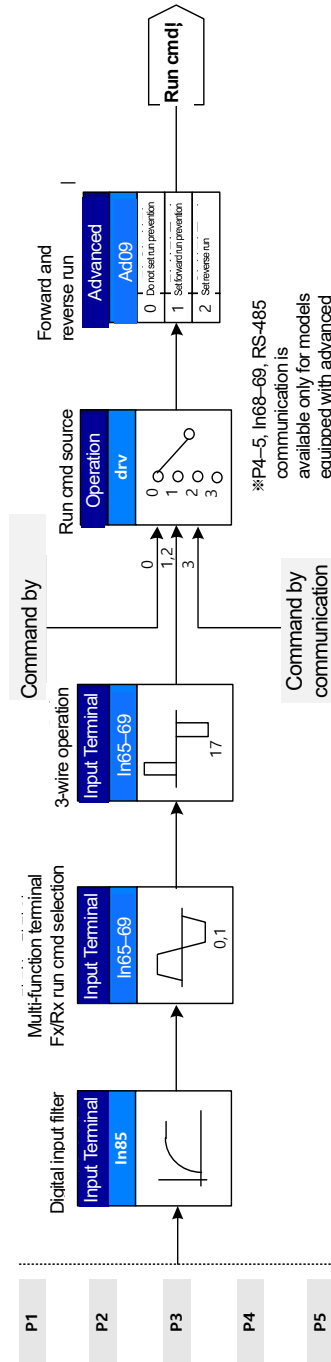 P1
P2
P3
P4
P5
Digital input filter
Input Terminal
In85
Multi-function terminal
Fx/Rx run cmd selection
Input Terminal
In65–69
0,1
3-wire operation
Input Terminal
In65–69
17
Command by
0
1,2
3
Command by
communication
Run cmd source
Operation
drv
0
1
2
3
Forward and
reverse run
Advanced
Ad09
0 Do not set run prevention
1 Set forward run prevention
2 Set reverse run
Run cmd
※P4–5, In68–69, RS-485
communication is
available only for models
equipped with advanced